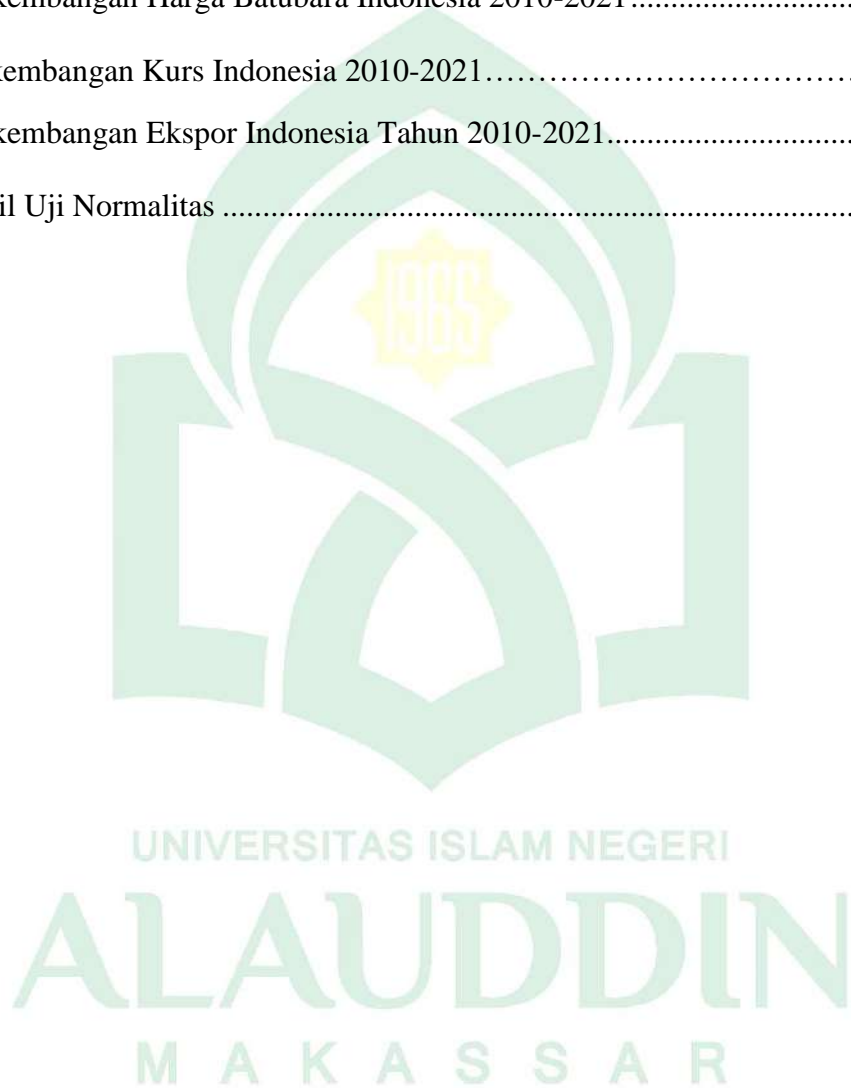 kembangan Harga Batubara Indonesia 2010-2021............................
kembangan Kurs Indonesia 2010-2021……………………………….
kembangan Ekspor Indonesia Tahun 2010-2021...............................
il Uji Normalitas ................................................................................
1965
UNIVERSITAS ISLAM NEGERI
ALAUDDIN
MAKASSAR